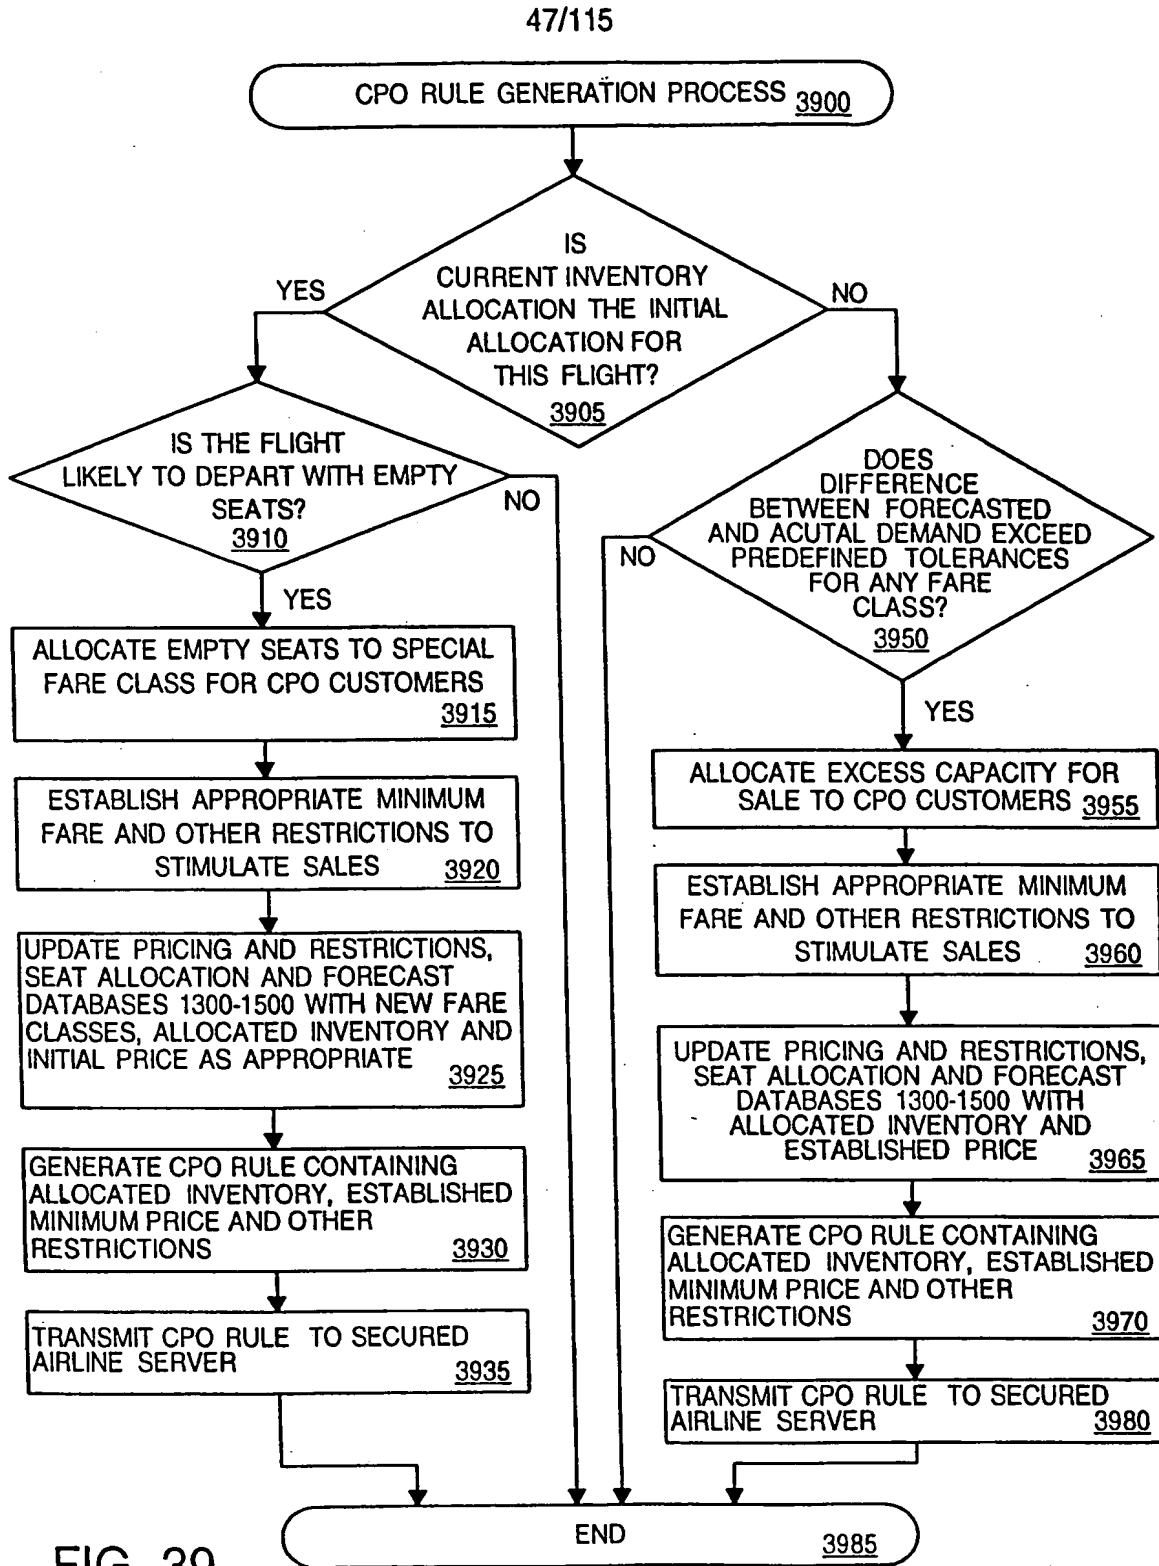 47/115
CPO RULE GENERATION PROCESS 3900
IS
CURRENT INVENTORY
ALLOCATION THE INITIAL
ALLOCATION FOR
THIS FLIGHT?
3905
YES
NO
IS THE FLIGHT
LIKELY TO DEPART WITH EMPTY
SEATS?
3910
NO
YES
ALLOCATE EMPTY SEATS TO SPECIAL
FARE CLASS FOR CPO CUSTOMERS
3915
ESTABLISH APPROPRIATE MINIMUM
FARE AND OTHER RESTRICTIONS TO
STIMULATE SALES 3920
UPDATE PRICING AND RESTRICTIONS,
SEAT ALLOCATION AND FORECAST
DATABASES 1300-1500 WITH NEW FARE
CLASSES, ALLOCATED INVENTORY AND
INITIAL PRICE AS APPROPRIATE
3925
GENERATE CPO RULE CONTAINING
ALLOCATED INVENTORY, ESTABLISHED
MINIMUM PRICE AND OTHER
RESTRICTIONS 3930
TRANSMIT CPO RULE TO SECURED
AIRLINE SERVER 3935
DOES
DIFFERENCE
BETWEEN FORECASTED
AND ACUTAL DEMAND EXCEED
PREDEFINED TOLERANCES
FOR ANY FARE
CLASS?
3950
NO
YES
ALLOCATE EXCESS CAPACITY FOR
SALE TO CPO CUSTOMERS 3955
ESTABLISH APPROPRIATE MINIMUM
FARE AND OTHER RESTRICTIONS TO
STIMULATE SALES 3960
UPDATE PRICING AND RESTRICTIONS,
SEAT ALLOCATION AND FORECAST
DATABASES 1300-1500 WITH
ALLOCATED INVENTORY AND
ESTABLISHED PRICE 3965
GENERATE CPO RULE CONTAINING
ALLOCATED INVENTORY, ESTABLISHED
MINIMUM PRICE AND OTHER
RESTRICTIONS 3970
TRANSMIT CPO RULE TO SECURED
AIRLINE SERVER 3980
END 3985
FIG. 39